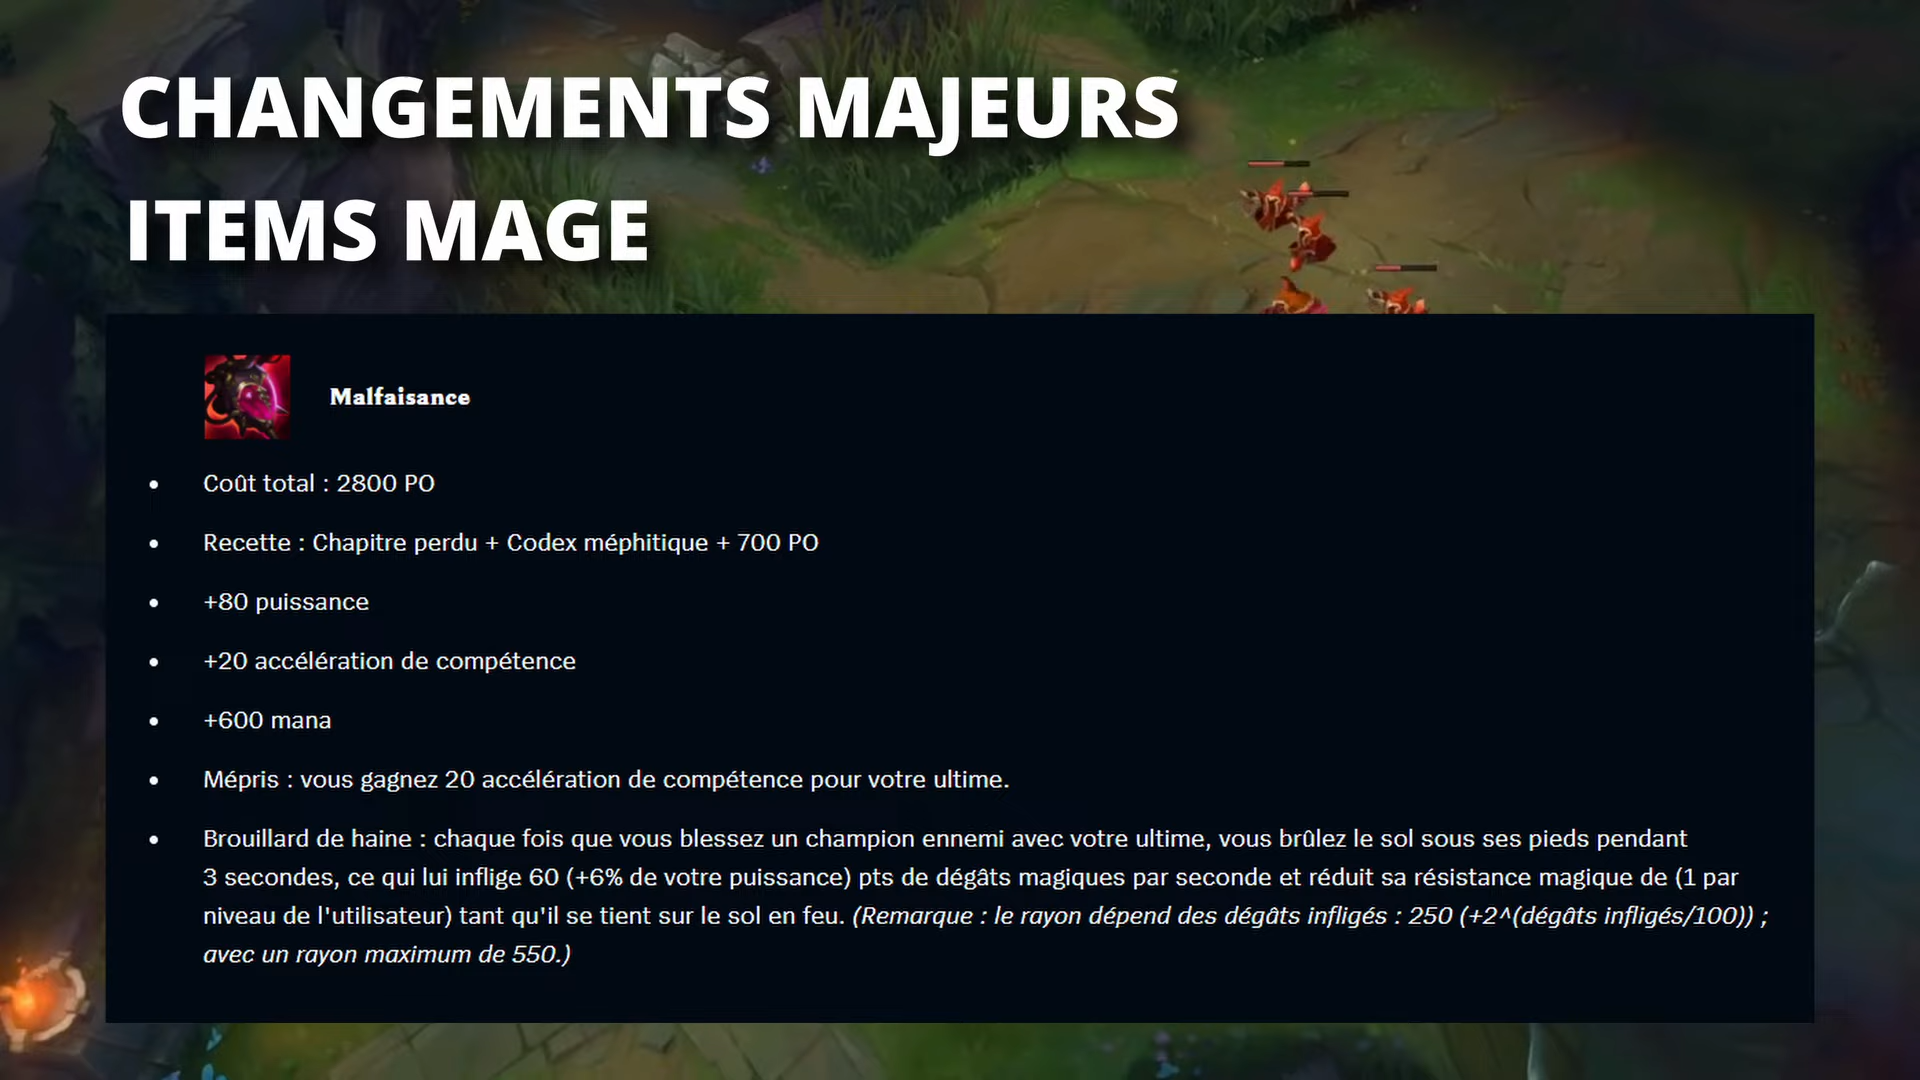 CHANGEMENTS MAJEURS
ITEMS MAGE
Malfaisance
• Coût total : 2800 PO
• Recette : Chapitre perdu + Codex méphitique + 700 PO
• +80 puissance
• +20 accélération de compétence
• +600 mana
• Mépris : vous gagnez 20 accélération de compétence pour votre ultime.
• Brouillard de haine : chaque fois que vous blessez un champion ennemi avec votre ultime, vous brûlez le sol sous ses pieds pendant
3 secondes, ce qui lui inflige 60 (+6% de votre puissance) pts de dégâts magiques par seconde et réduit sa résistance magique de (1 par
niveau de l'utilisateur) tant qu'il se tient sur le sol en feu. (Remarque : le rayon dépend des dégâts infligés : 250 (+2^(dégâts infligés/100)) ;
avec un rayon maximum de 550.)